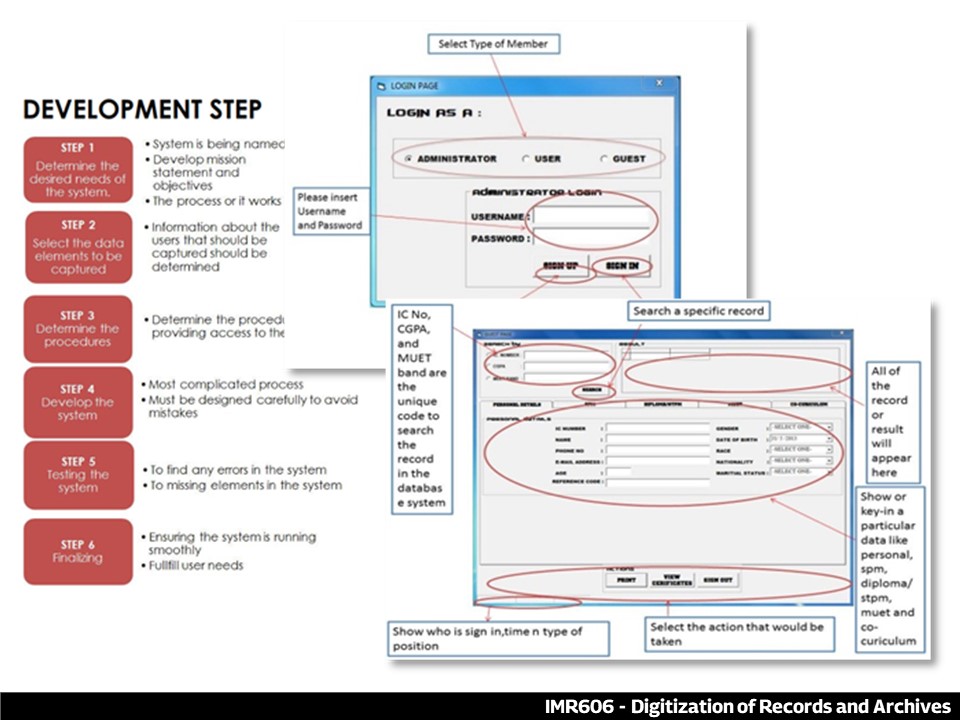 DEVELOPMENT STEP
STEP 1
Determine the
desired needs of
the system.
• System is being named
• Develop mission
statement and
objectives
• The process or it works
STEP 2
Select the data
elements to be
captured
• Information about the
users that should be
captured should be
determined
STEP 3
Determine the
procedures
• Determine the
providing access to the
STEP 4
Develop the
system
• Most complicated process
• Must be designed carefully to avoid
mistakes
STEP 5
Testing the
system
• To find any errors in the system
• To missing elements in the system
STEP 6
Finalizing
• Ensuring the system is running
smoothly
• Fullfill user needs
Select Type of Member
LOGIN PAGE
LOGIN AS A :
ADMINISTRATOR
USER
GUEST
Please insert
Username
and Password
ADMINISTRATOR LOGIN
USERNAME :
PASSWORD :
SIGN UP
SIGN IN
IC No,
CGPA,
and
MUET
band are
the
unique
code to
search
the
record
in the
databas
e system
Search a specific record
SEARCH BY
IC NUMBER
CGPA
RESULT
SEARCH
All of
the
record
or
result
will
appear
here
PERSONAL DETAILS
SPM
DIPLOMA/STPM
MUET
CO-CURICULUM
PERSONAL DETAILS
IC NUMBER :
NAME :
PHONE NO :
E-MAIL ADDRESS :
AGE :
REFERENCE CODE :
GENDER : -SELECT ONE-
DATE OF BIRTH :
RACE : -SELECT ONE-
NATIONALITY : -SELECT ONE-
MARITIAL STATUS : -SELECT ONE-
Show or
key-in a
particular
data like
personal,
spm,
diploma/
stpm,
muet and
co-
curiculum
ACTIONS
PRINT
VIEW
CERIFICATES
SIGN OUT
Show who is sign in,time n type of
position
Select the action that would be
taken
IMR606 - Digitization of Records and Archives